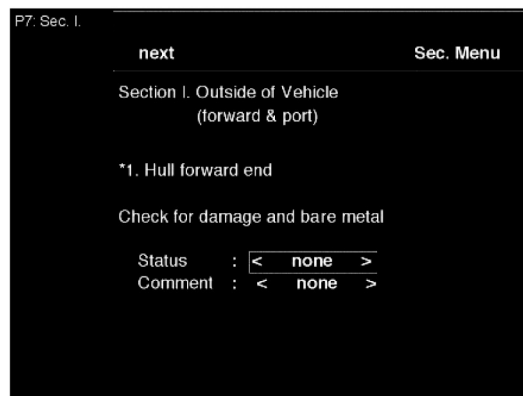 P7: Sec. I.
next Sec. Menu
Section I. Outside of Vehicle
(forward & port)
*1. Hull forward end
Check for damage and bare metal
Status : < none >
Comment : < none >